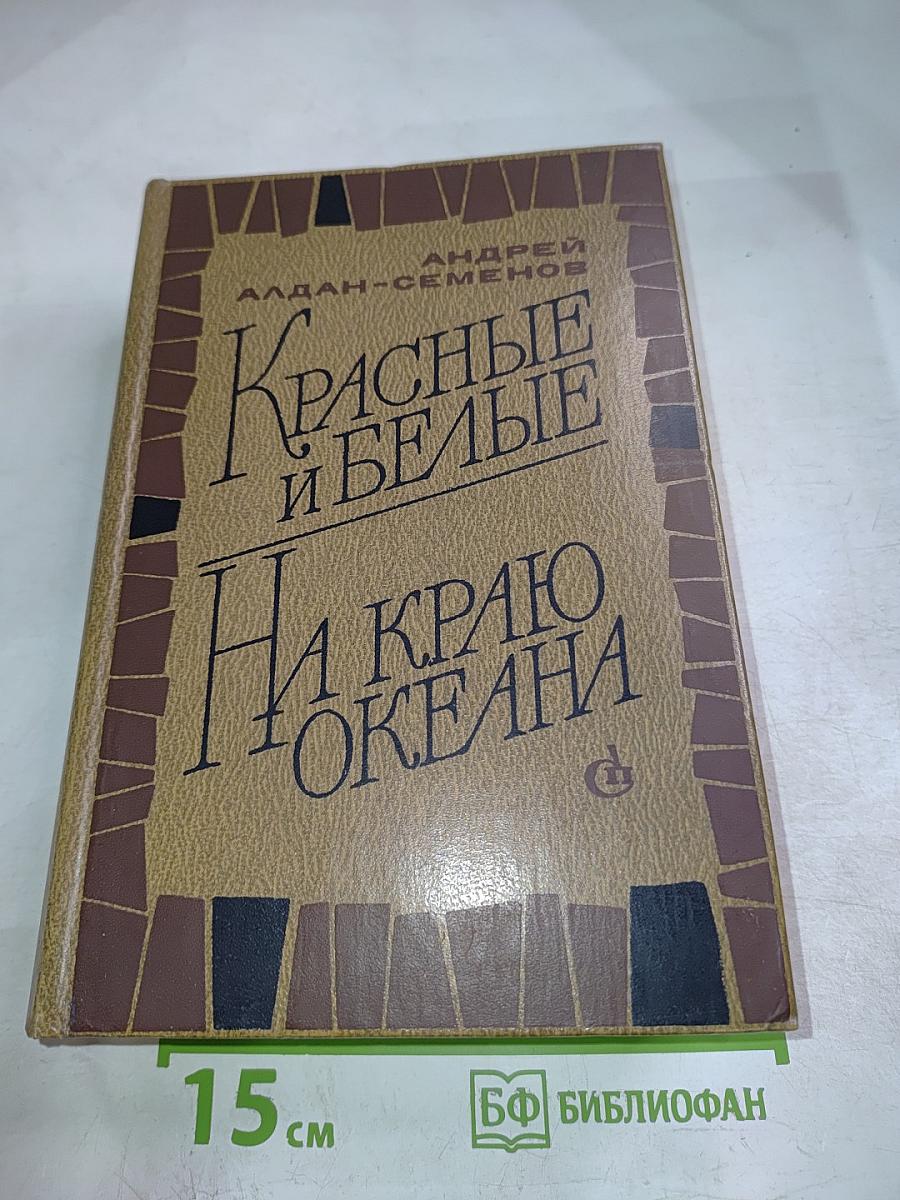 АНДРЕЙ
АЛДАН-СЕМЕНОВ
КРАСНЫЕ
И БЕЛЫЕ
НА КРАЮ
ОКЕАНА
15 см
БФ БИБЛИОФАН